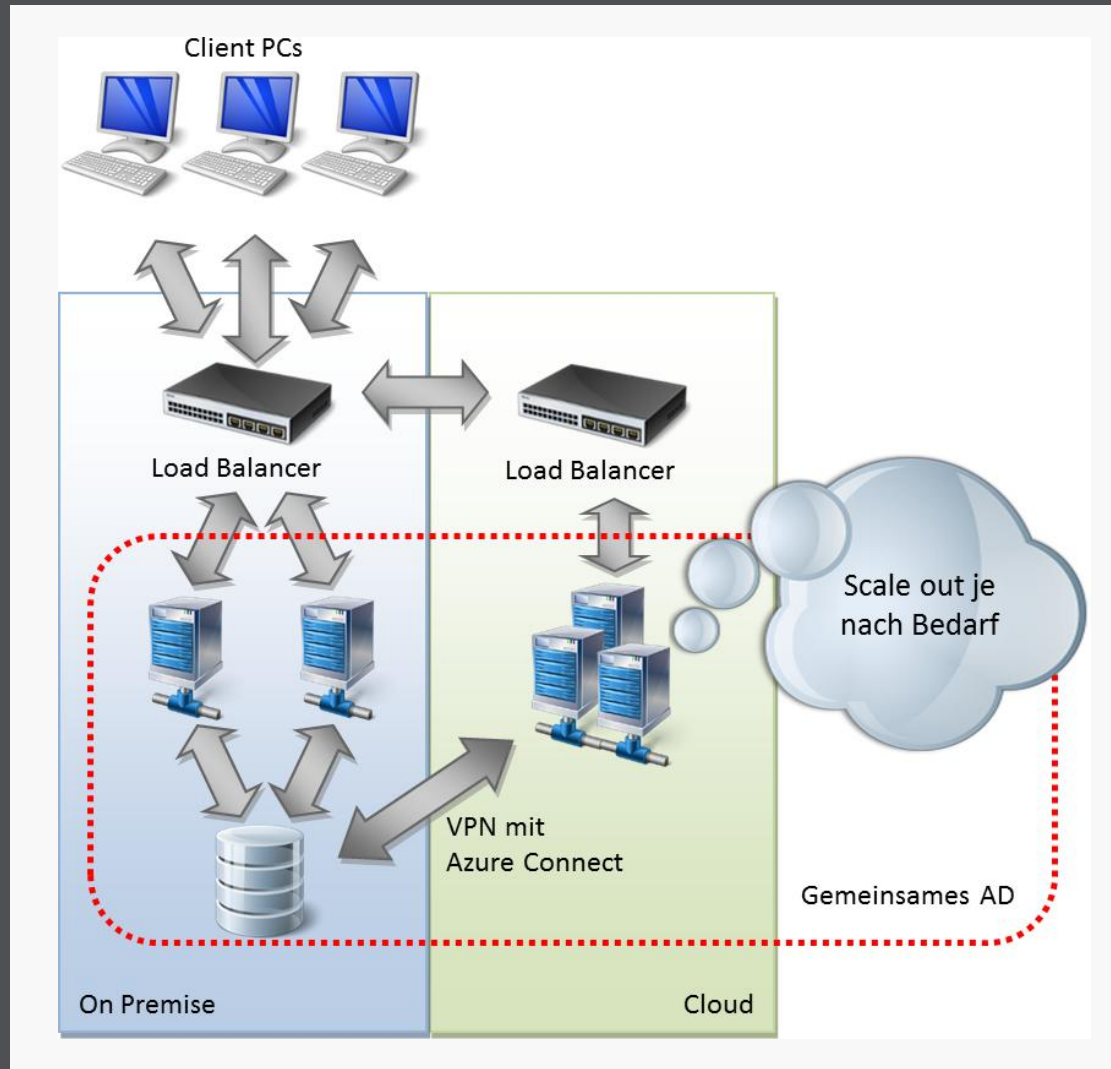 Client PCs
Load Balancer
Load Balancer
Scale out je
nach Bedarf
VPN mit
Azure Connect
Gemeinsames AD
On Premise
Cloud